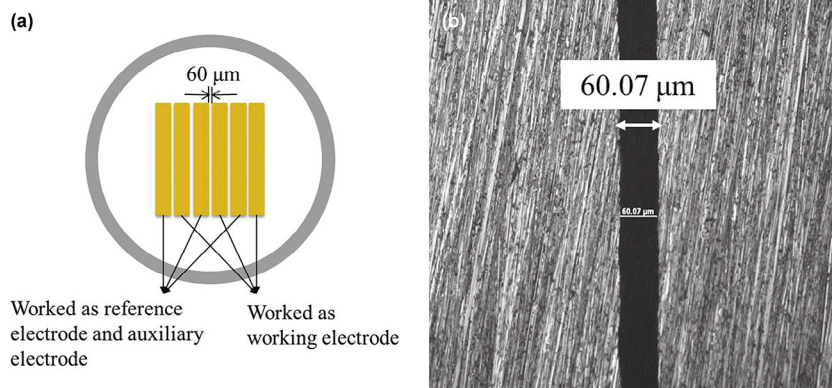 (a)
60 μm
Worked as reference
electrode and auxiliary
electrode
Worked as
working electrode
(b)
60.07 μm
60.07 μm